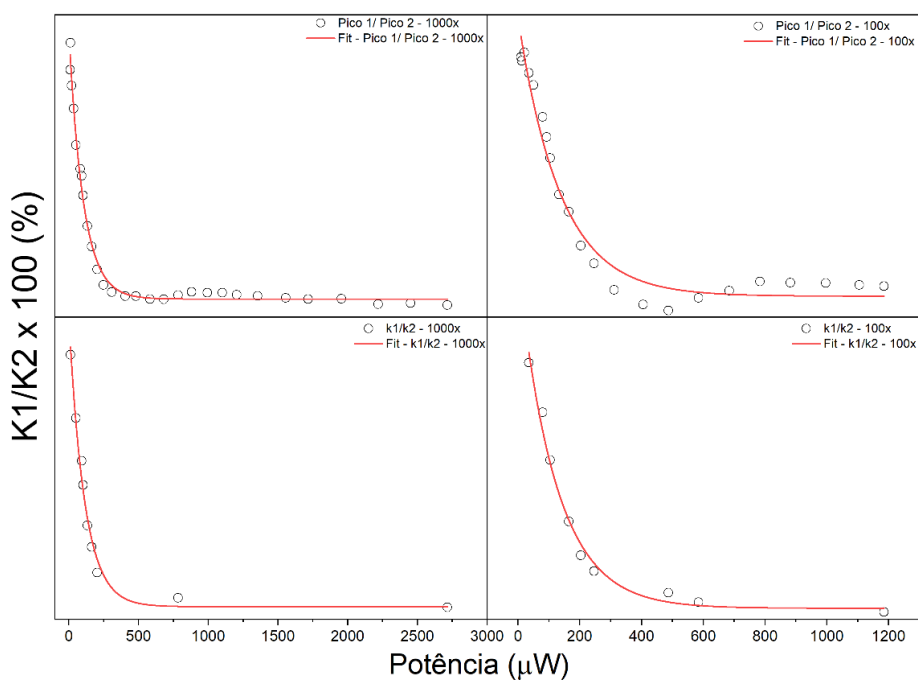 Pico 1/ Pico 2 - 1000x
Fit - Pico 1/ Pico 2 - 1000x
Pico 1/ Pico 2 - 100x
Fit - Pico 1/ Pico 2 - 100x
K1/K2 x 100 (%)
k1/k2 - 1000x
Fit - k1/k2 - 1000x
k1/k2 - 100x
Fit - k1/k2 - 100x
0 500 1000 1500 2000 2500 3000 0 200 400 600 800 1000 1200
Potência (μW)